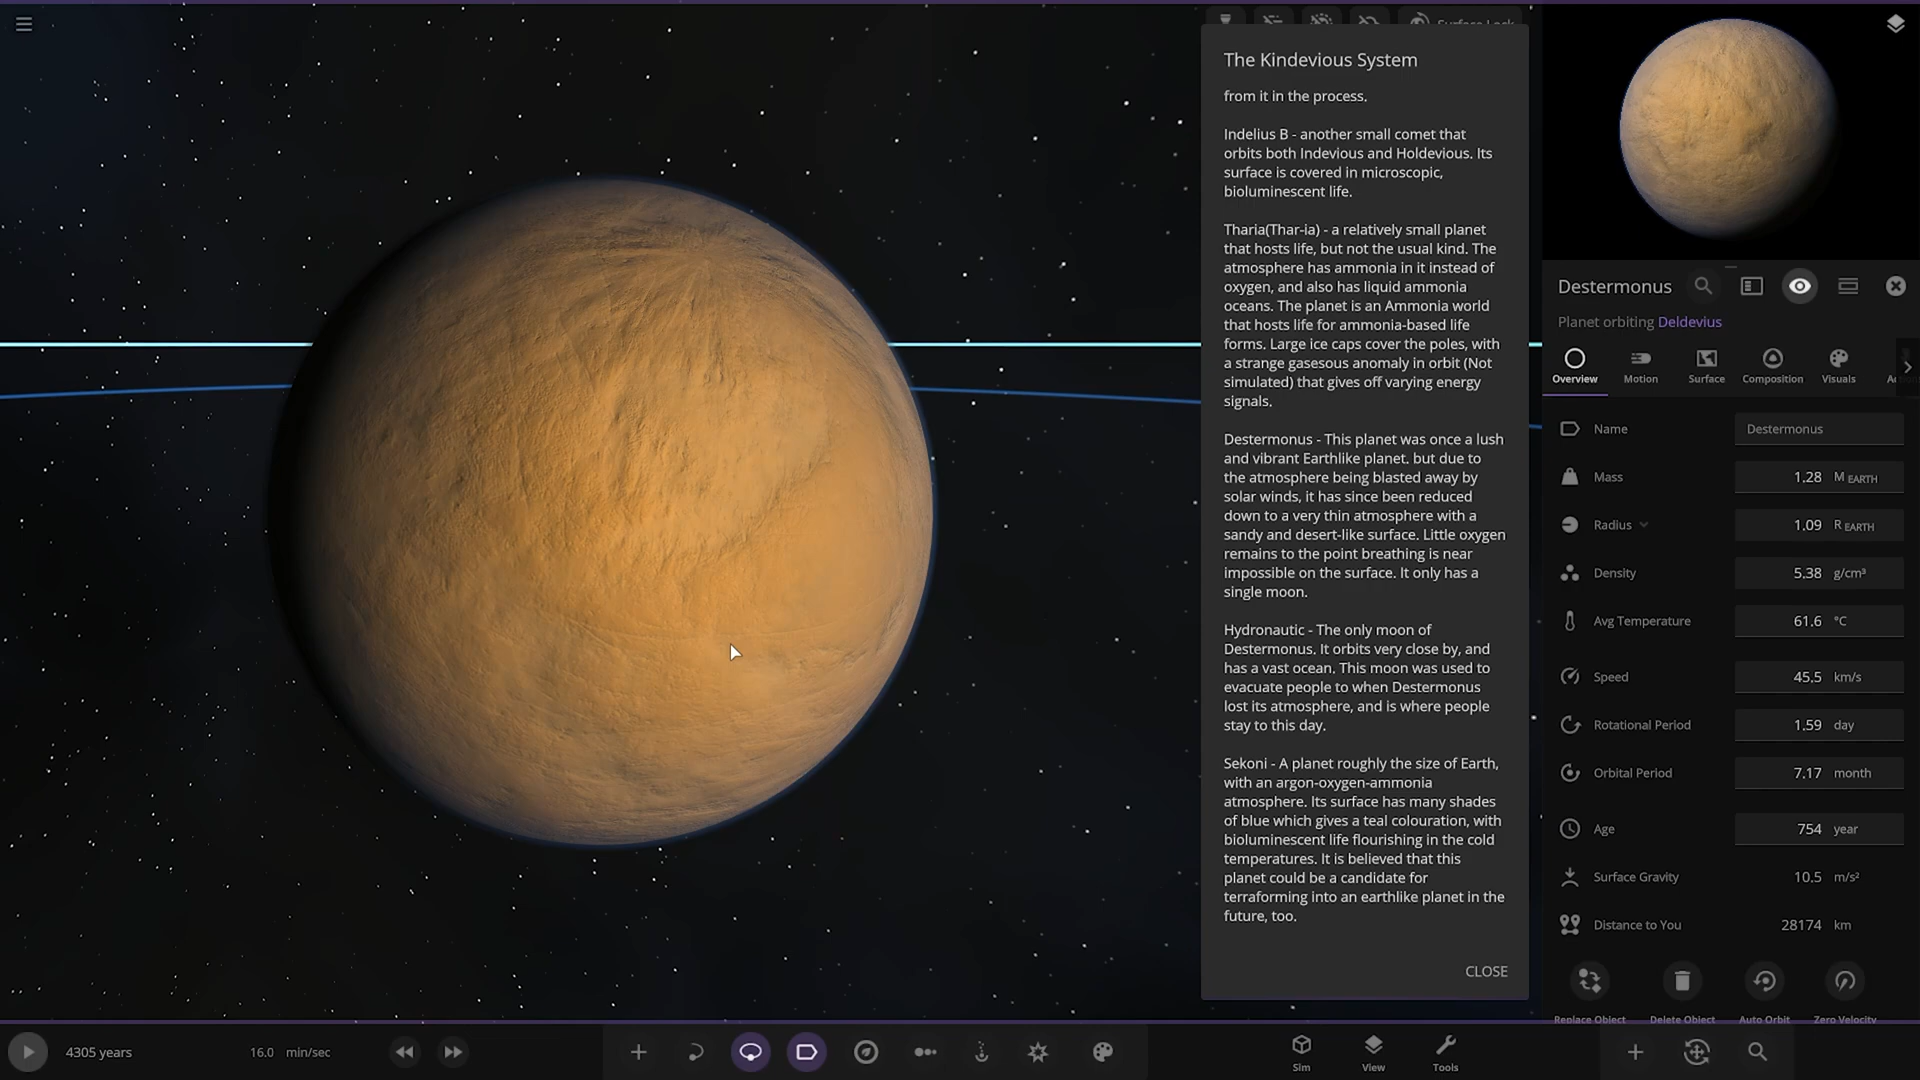 Surface Lock
The Kindevious System
from it in the process.
Indelius B - another small comet that
orbits both Indevious and Holdevious. Its
surface is covered in microscopic,
bioluminescent life.
Tharia(Thar-ia) - a relatively small planet
that hosts life, but not the usual kind. The
atmosphere has ammonia in it instead of
oxygen, and also has liquid ammonia
oceans. The planet is an Ammonia world
that hosts life for ammonia-based life
forms. Large ice caps cover the poles, with
a strange gasesous anomaly in orbit (Not
simulated) that gives off varying energy
signals.
Destermonus - This planet was once a lush
and vibrant Earthlike planet. but due to
the atmosphere being blasted away by
solar winds, it has since been reduced
down to a very thin atmosphere with a
sandy and desert-like surface. Little oxygen
remains to the point breathing is near
impossible on the surface. It only has a
single moon.
Hydronautic - The only moon of
Destermonus. It orbits very close by, and
has a vast ocean. This moon was used to
evacuate people to when Destermonus
lost its atmosphere, and is where people
stay to this day.
Sekoni - A planet roughly the size of Earth,
with an argon-oxygen-ammonia
atmosphere. Its surface has many shades
of blue which gives a teal colouration, with
bioluminescent life flourishing in the cold
temperatures. It is believed that this
planet could be a candidate for
terraforming into an earthlike planet in the
future, too.
CLOSE
Destermonus
Planet orbiting Deldevius
Overview Motion Surface Composition Visuals
Name Destermonus
Mass 1.28 M EARTH
Radius 1.09 R EARTH
Density 5.38 g/cm³
Avg Temperature 61.6 °C
Speed 45.5 km/s
Rotational Period 1.59 day
Orbital Period 7.17 month
Age 754 year
Surface Gravity 10.5 m/s²
Distance to You 28174 km
Replace Object Delete Object Auto Orbit Zero Velocity
4305 years 16.0 min/sec Sim View Tools